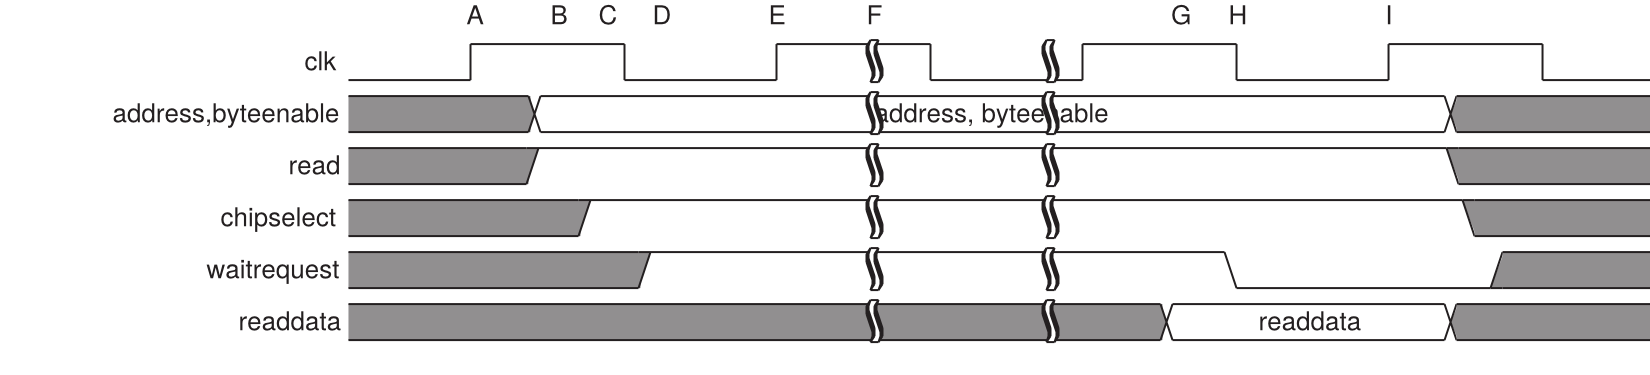 A B C D E F G H I
clk
address,byteenable address, byteenable
read
chipselect
waitrequest
readdata readdata